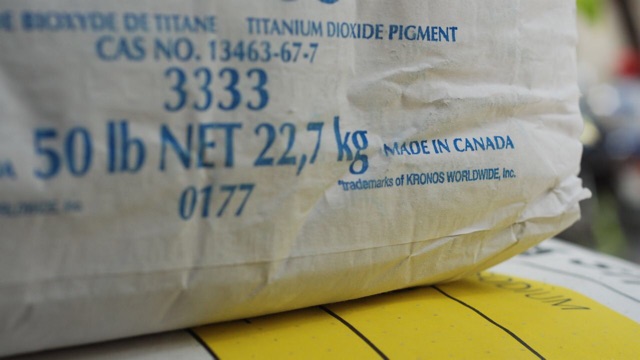 DE BIOXYDE DE TITANE TITANIUM DIOXIDE PIGMENT
CAS NO. 13463-67-7
3333
50 lb NET 22,7 kg MADE IN CANADA
*trademarks of KRONOS WORLDWIDE, Inc.
0177